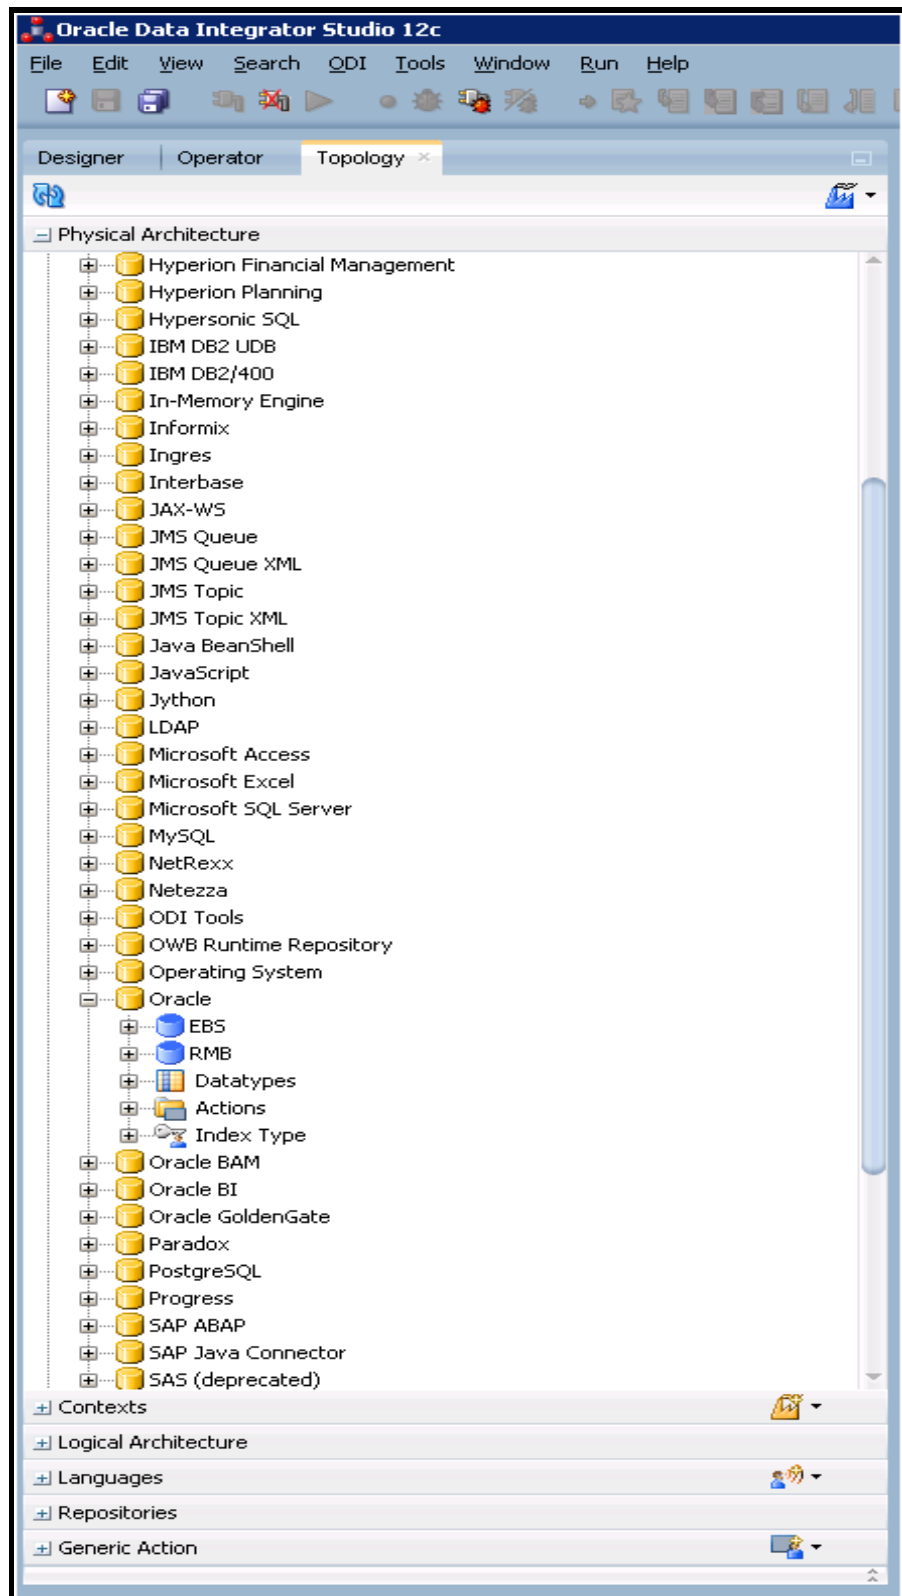 Oracle Data Integrator Studio 12c
File Edit View Search ODI Tools Window Run Help
Designer Operator Topology
Physical Architecture
Hyperion Financial Management
Hyperion Planning
Hypersonic SQL
IBM DB2 UDB
IBM DB2/400
In-Memory Engine
Informix
Ingres
Interbase
JAX-WS
JMS Queue
JMS Queue XML
JMS Topic
JMS Topic XML
Java BeanShell
JavaScript
Jython
LDAP
Microsoft Access
Microsoft Excel
Microsoft SQL Server
MySQL
NetRexx
Netezza
ODI Tools
OWB Runtime Repository
Operating System
Oracle
EBS
RMB
Datatypes
Actions
Index Type
Oracle BAM
Oracle BI
Oracle GoldenGate
Paradox
PostgreSQL
Progress
SAP ABAP
SAP Java Connector
SAS (deprecated)
Contexts
Logical Architecture
Languages
Repositories
Generic Action